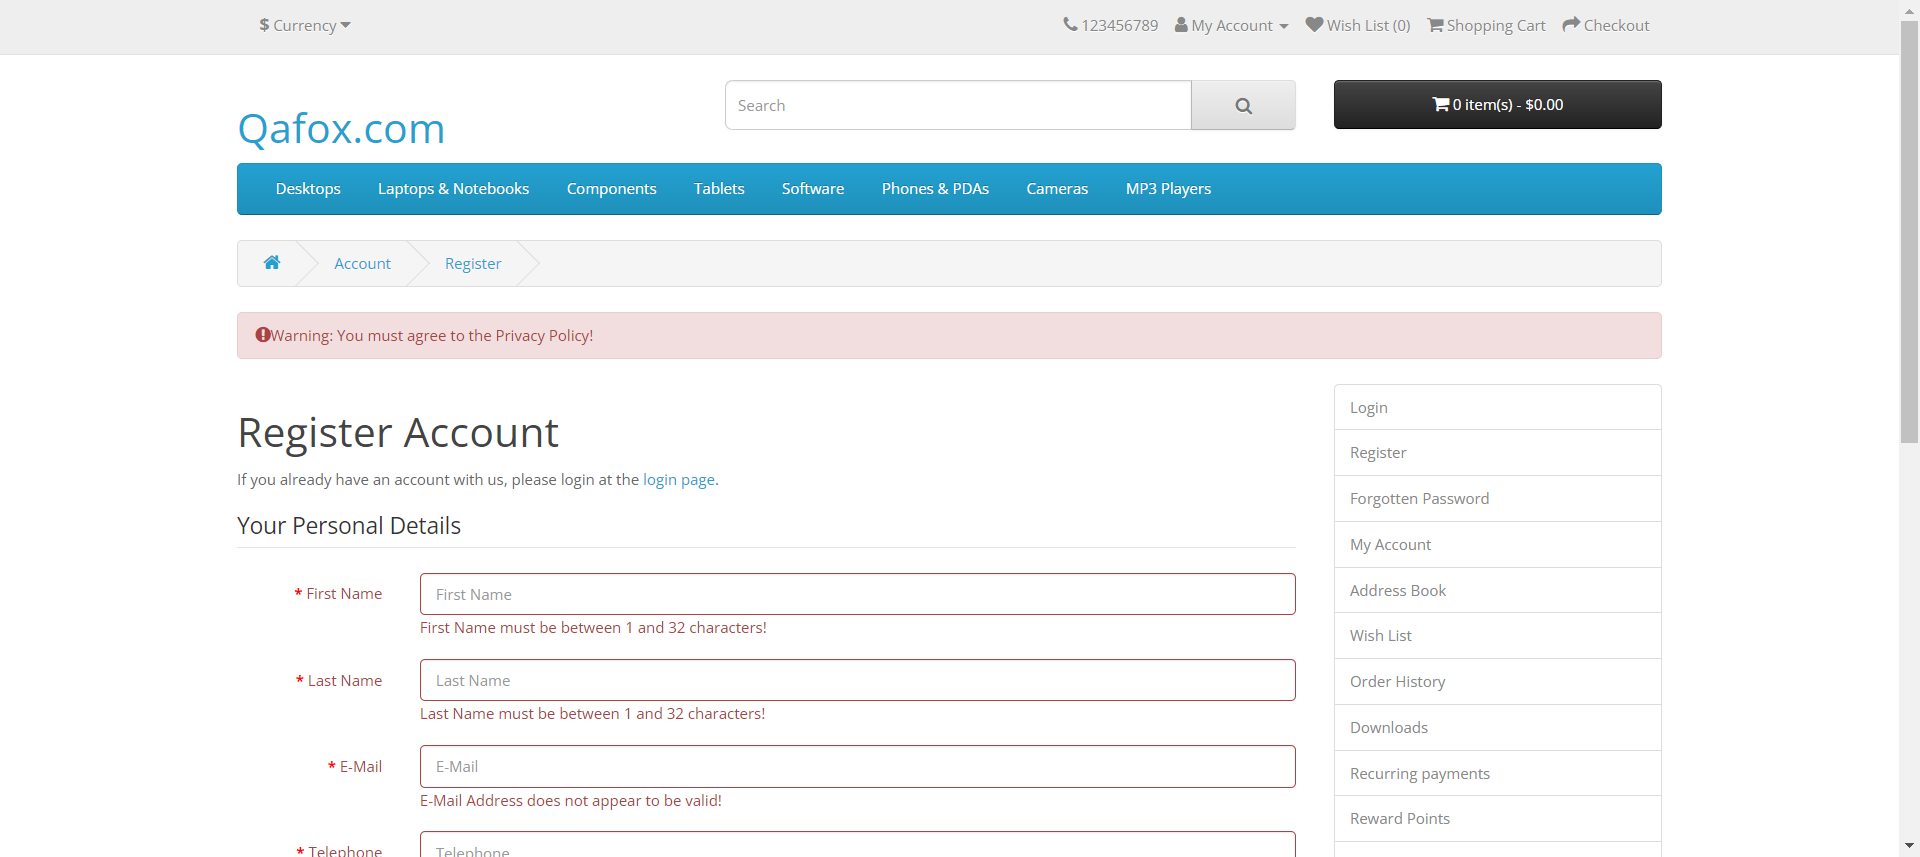 $ Currency
123456789 My Account Wish List (0) Shopping Cart Checkout
Qafox.com
Search
0 item(s) - $0.00
Desktops Laptops & Notebooks Components Tablets Software Phones & PDAs Cameras MP3 Players
Account Register
Warning: You must agree to the Privacy Policy!
Register Account
If you already have an account with us, please login at the login page.
Your Personal Details
* First Name First Name
First Name must be between 1 and 32 characters!
* Last Name Last Name
Last Name must be between 1 and 32 characters!
* E-Mail E-Mail
E-Mail Address does not appear to be valid!
* Telephone Telephone
Login
Register
Forgotten Password
My Account
Address Book
Wish List
Order History
Downloads
Recurring payments
Reward Points